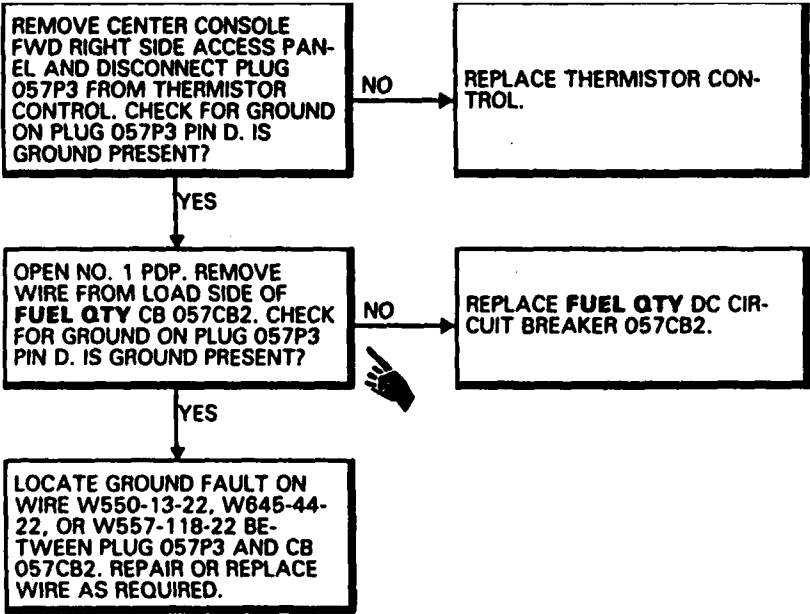 REMOVE CENTER CONSOLE
FWD RIGHT SIDE ACCESS PAN-
EL AND DISCONNECT PLUG
057P3 FROM THERMISTOR
CONTROL. CHECK FOR GROUND
ON PLUG 057P3 PIN D. IS
GROUND PRESENT?
NO
REPLACE THERMISTOR CON-
TROL.
YES
OPEN NO. 1 PDP. REMOVE
WIRE FROM LOAD SIDE OF
FUEL QTY CB 057CB2. CHECK
FOR GROUND ON PLUG 057P3
PIN D. IS GROUND PRESENT?
NO
REPLACE FUEL QTY DC CIR-
CUIT BREAKER 057CB2.
YES
LOCATE GROUND FAULT ON
WIRE W550-13-22, W645-44-
22, OR W557-118-22 BE-
TWEEN PLUG 057P3 AND CB
057CB2. REPAIR OR REPLACE
WIRE AS REQUIRED.